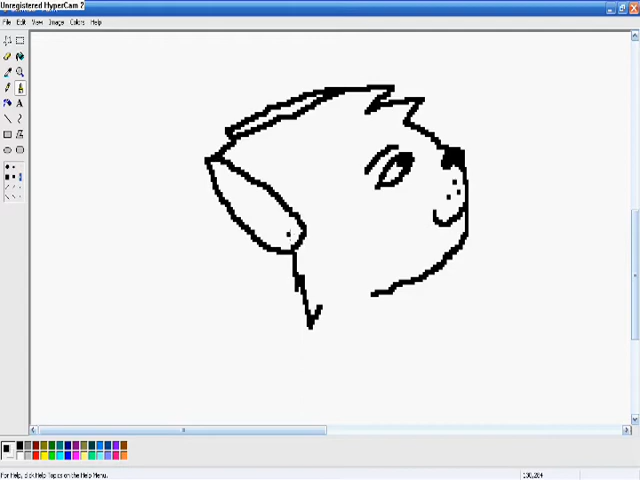 Unregistered HyperCam 2
File Edit View Image Colors Help
A
For Help, click Help Topics on the Help Menu.